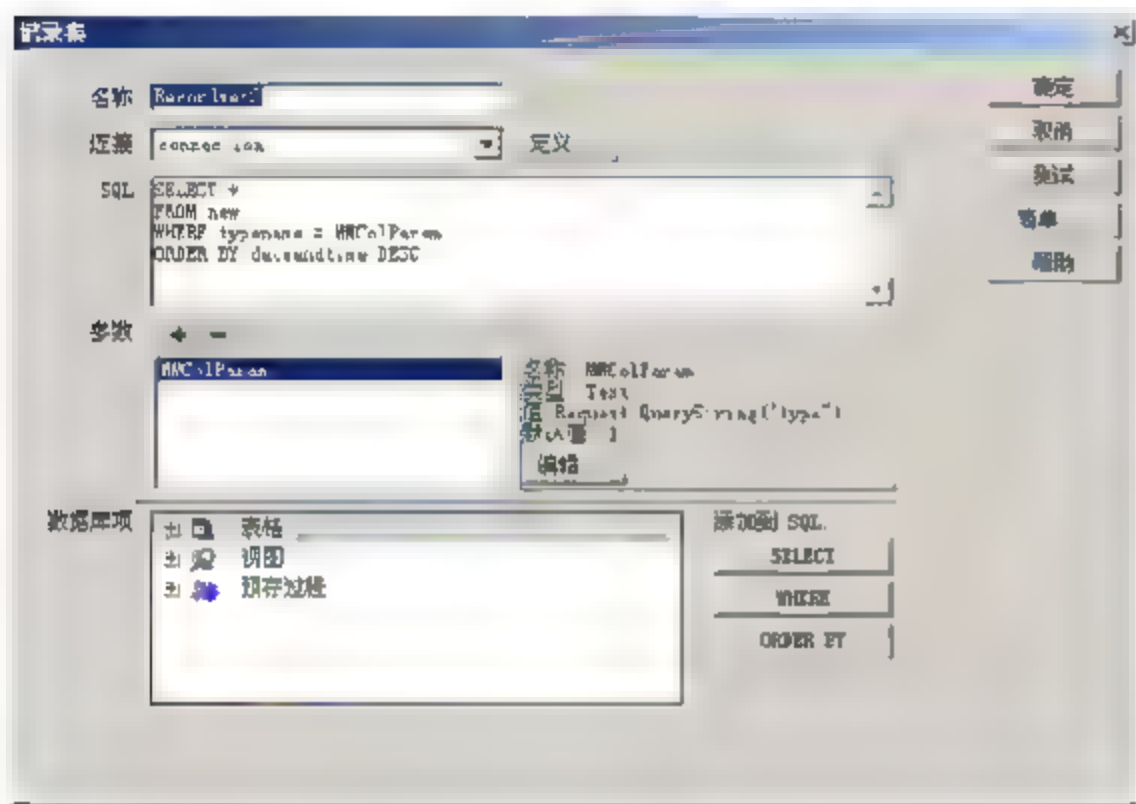 记录集
名称
确定
连接 定义
取消
SQL SELECT *
测试
FROM new
WHERE typename = MMColParam
简单
ORDER BY dateandtime DESC
帮助
参数 + -
MMColParam
名称 MMColParam
类型 Text
值 Request.QueryString("type")
默认值 1
编辑
数据库项 表格 添加到 SQL:
视图 SELECT
预存过程 WHERE
ORDER BY